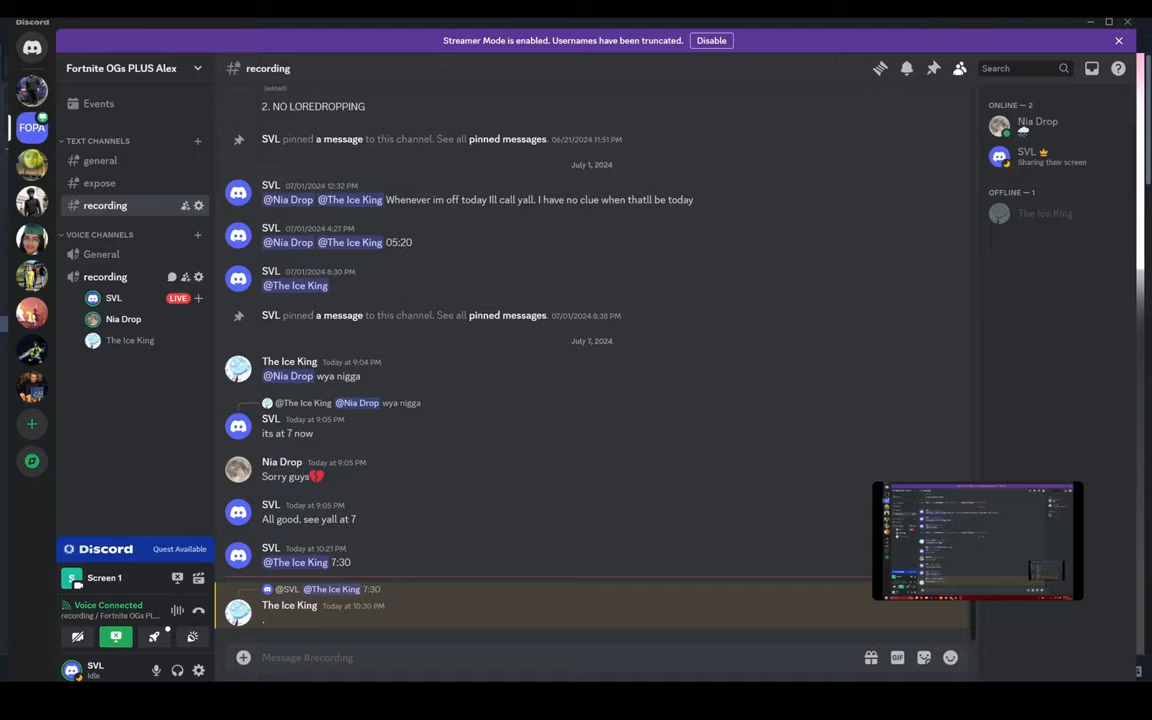 Discord
Streamer Mode is enabled. Usernames have been truncated.
Disable
Fortnite OGs PLUS Alex
recording
Search
Events
TEXT CHANNELS
general
expose
recording
VOICE CHANNELS
General
recording
SVL
LIVE
Nia Drop
The Ice King
FOPA
(edited)
2. NO LOREDROPPING
SVL pinned a message to this channel. See all pinned messages. 06/21/2024 11:51 PM
July 1, 2024
SVL 07/01/2024 12:32 PM
@Nia Drop @The Ice King Whenever im off today Ill call yall. I have no clue when thatll be today
SVL 07/01/2024 4:27 PM
@Nia Drop @The Ice King 05:20
SVL 07/01/2024 8:30 PM
@The Ice King
SVL pinned a message to this channel. See all pinned messages. 07/01/2024 8:38 PM
July 7, 2024
The Ice King Today at 9:04 PM
@Nia Drop wya nigga
@The Ice King @Nia Drop wya nigga
SVL Today at 9:05 PM
its at 7 now
Nia Drop Today at 9:05 PM
Sorry guys💔
SVL Today at 9:05 PM
All good. see yall at 7
SVL Today at 10:21 PM
@The Ice King 7:30
@SVL @The Ice King 7:30
The Ice King Today at 10:30 PM
.
Message #recording
GIF
ONLINE — 2
Nia Drop
SVL
Sharing their screen
OFFLINE — 1
The Ice King
Discord
Quest Available
S
Screen 1
Voice Connected
recording / Fortnite OGs PL...
SVL
Idle